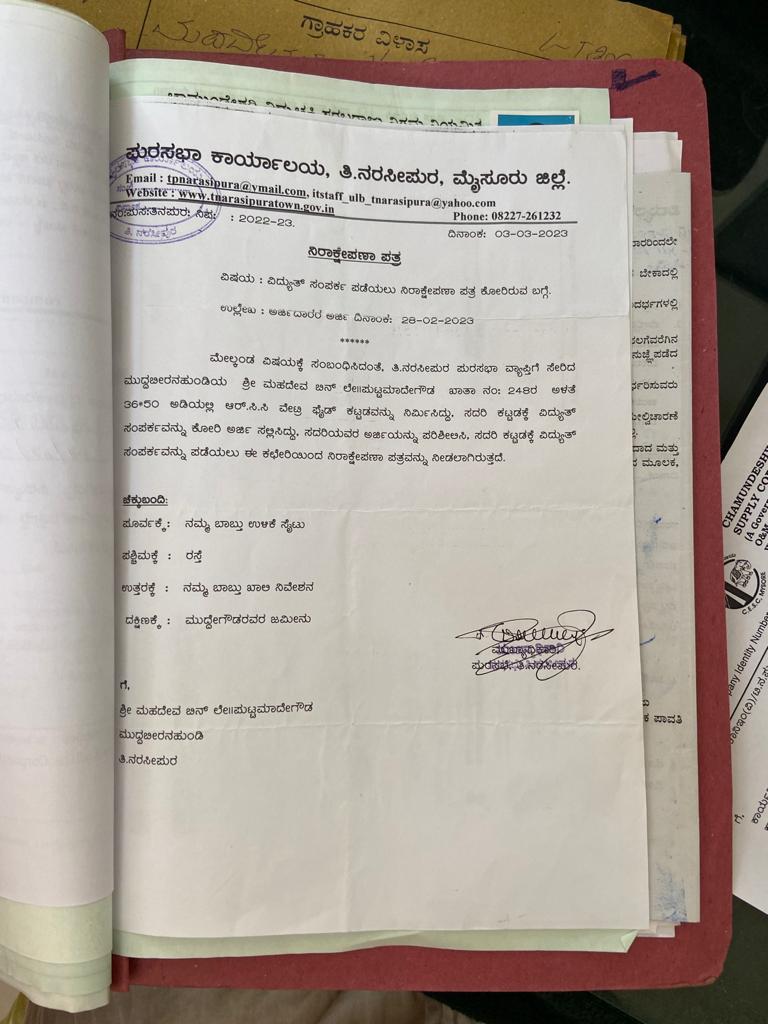 ಗ್ರಾಹಕರ ವಿಳಾಸ
ಪುರಸಭಾ ಕಾರ್ಯಾಲಯ, ತಿ.ನರಸೀಪುರ, ಮೈಸೂರು ಜಿಲ್ಲೆ.
Email : tpnarasipura@ymail.com, itstaff_ulb_tnarasipura@yahoo.com
Website : www.tnarasipuratown.gov.in
Phone: 08227-261232
: 2022-23.
ದಿನಾಂಕ: 03-03-2023
ನಿರಾಕ್ಷೇಪಣಾ ಪತ್ರ
ವಿಷಯ : ವಿದ್ಯುತ್ ಸಂಪರ್ಕ ಪಡೆಯಲು ನಿರಾಕ್ಷೇಪಣಾ ಪತ್ರ ಕೋರಿರುವ ಬಗ್ಗೆ.
ಉಲ್ಲೇಖ : ಅರ್ಜಿದಾರರ ಅರ್ಜಿ ದಿನಾಂಕ: 28-02-2023
******
ಮೇಲ್ಕಂಡ ವಿಷಯಕ್ಕೆ ಸಂಬಂಧಿಸಿದಂತೆ, ತಿ.ನರಸೀಪುರ ಪುರಸಭಾ ವ್ಯಾಪ್ತಿಗೆ ಸೇರಿದ
ಮುದ್ದಬೀರನಹುಂಡಿಯ ಶ್ರೀ ಮಹದೇವ ಬಿನ್ ಲೇ॥ಪುಟ್ಟಮಾದೇಗೌಡ ಖಾತಾ ನಂ: 248ರ ಅಳತೆ
36*50 ಅಡಿಯಲ್ಲಿ ಆರ್.ಸಿ.ಸಿ ವೇಟ್ರಿ ಫೈಡ್ ಕಟ್ಟಡವನ್ನು ನಿರ್ಮಿಸಿದ್ದು, ಸದರಿ ಕಟ್ಟಡಕ್ಕೆ ವಿದ್ಯುತ್
ಸಂಪರ್ಕವನ್ನು ಕೋರಿ ಅರ್ಜಿ ಸಲ್ಲಿಸಿದ್ದು, ಸದರಿಯವರ ಅರ್ಜಿಯನ್ನು ಪರಿಶೀಲಿಸಿ, ಸದರಿ ಕಟ್ಟಡಕ್ಕೆ ವಿದ್ಯುತ್
ಸಂಪರ್ಕವನ್ನು ಪಡೆಯಲು ಈ ಕಛೇರಿಯಿಂದ ನಿರಾಕ್ಷೇಪಣಾ ಪತ್ರವನ್ನು ನೀಡಲಾಗಿರುತ್ತದೆ.
ಚೆಕ್ಕುಬಂದಿ:
ಪೂರ್ವಕ್ಕೆ : ನಮ್ಮ ಬಾಬ್ತು ಉಳಿಕೆ ಸೈಟು
ಪಶ್ಚಿಮಕ್ಕೆ : ರಸ್ತೆ
ಉತ್ತರಕ್ಕೆ : ನಮ್ಮ ಬಾಬ್ತು ಖಾಲಿ ನಿವೇಶನ
ದಕ್ಷಿಣಕ್ಕೆ : ಮುದ್ದೇಗೌಡರವರ ಜಮೀನು
ಮುಖ್ಯಾಧಿಕಾರಿ
ಪುರಸಭೆ, ತಿ.ನರಸೀಪುರ.
ಗೆ,
ಶ್ರೀ ಮಹದೇವ ಬಿನ್ ಲೇ॥ಪುಟ್ಟಮಾದೇಗೌಡ
ಮುದ್ದಬೀರನಹುಂಡಿ
ತಿ.ನರಸೀಪುರ
CHAMUNDESHW
SUPPLY CO
(A Gover
O&M
C.E.S.C, MYSORE
Identity Number